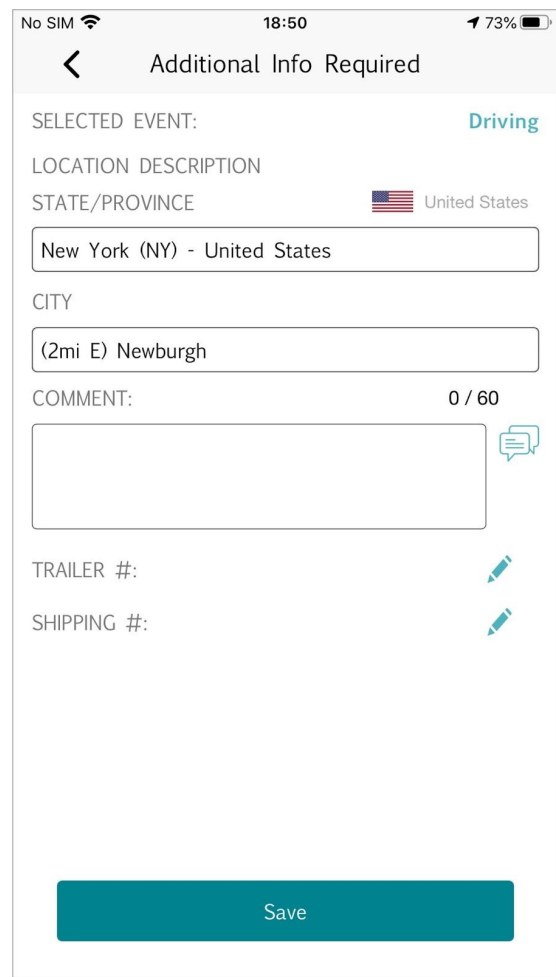 No SIM 18:50 73%
Additional Info Required
SELECTED EVENT: Driving
LOCATION DESCRIPTION
STATE/PROVINCE United States
New York (NY) - United States
CITY
(2mi E) Newburgh
COMMENT: 0 / 60
TRAILER #:
SHIPPING #:
Save